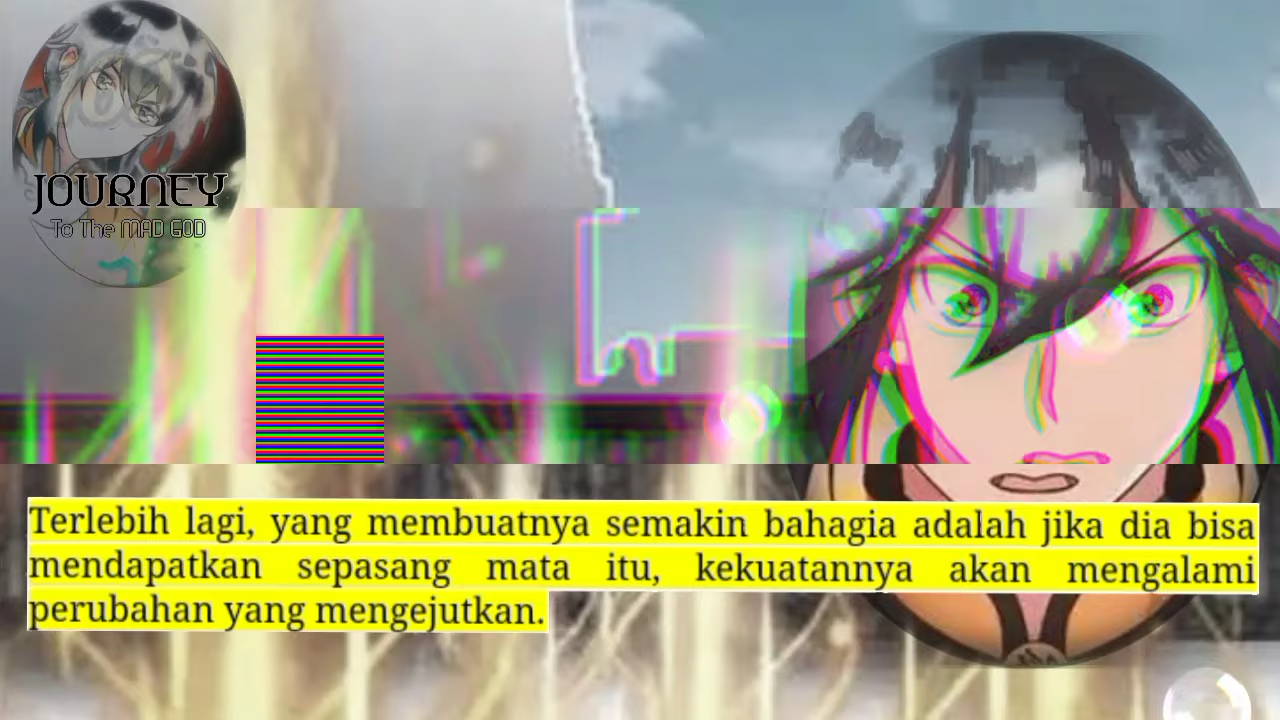 JOURNEY
To The MAD GOD
Terlebih lagi, yang membuatnya semakin bahagia adalah jika dia bisa
mendapatkan sepasang mata itu, kekuatannya akan mengalami
perubahan yang mengejutkan.